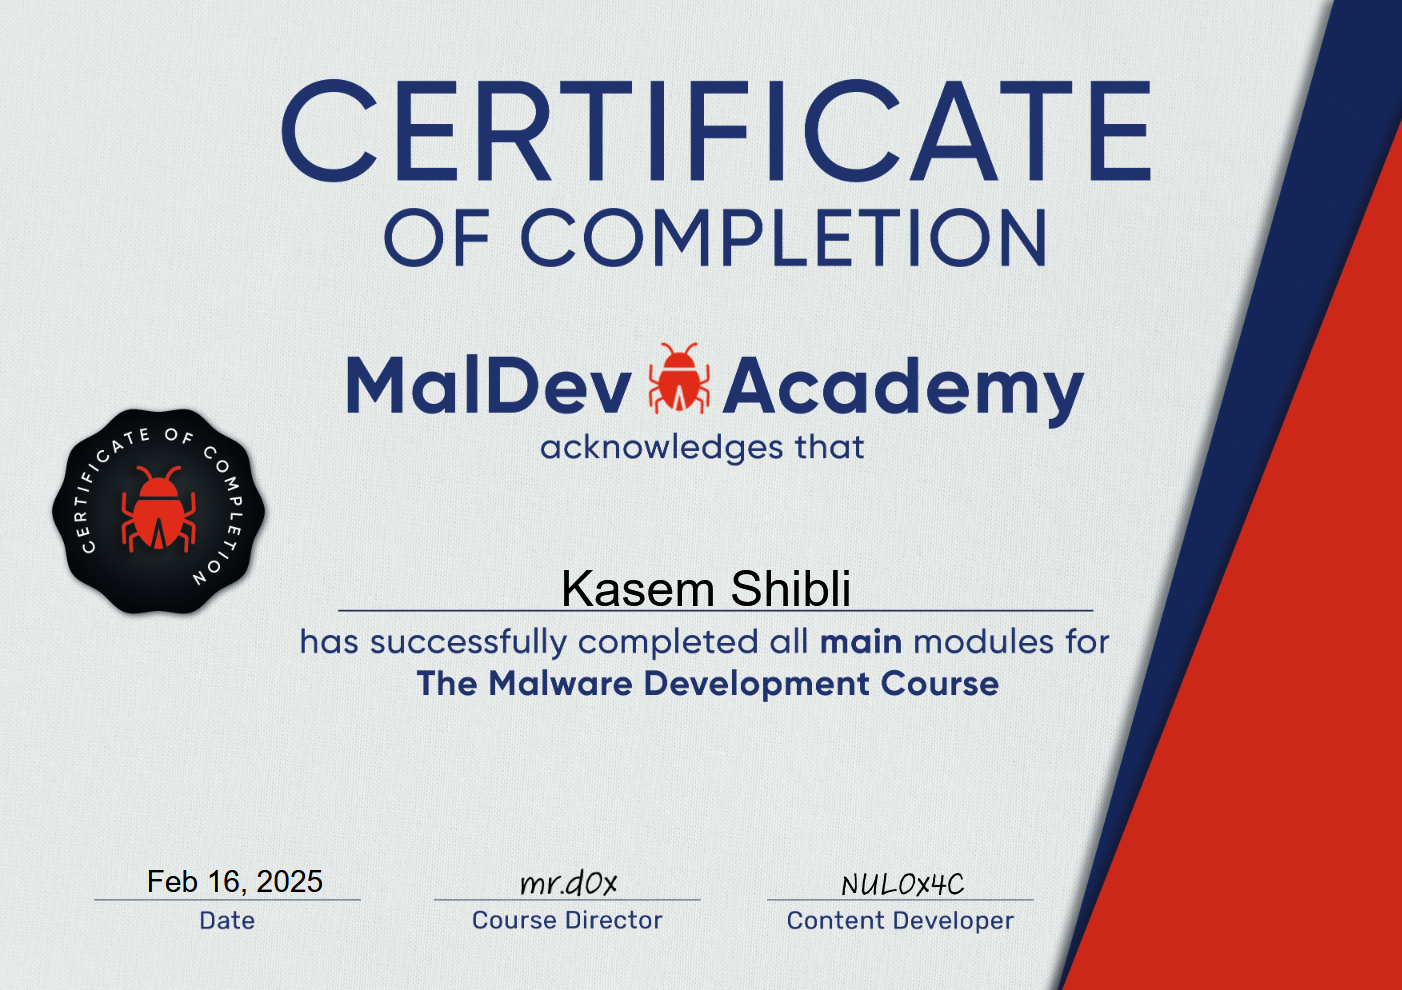 CERTIFICATE
OF COMPLETION
MalDev Academy
acknowledges that
CERTIFICATE OF COMPLETION
Kasem Shibli
has successfully completed all main modules for
The Malware Development Course
Feb 16, 2025
Date
mr.d0x
Course Director
NUL0x4C
Content Developer